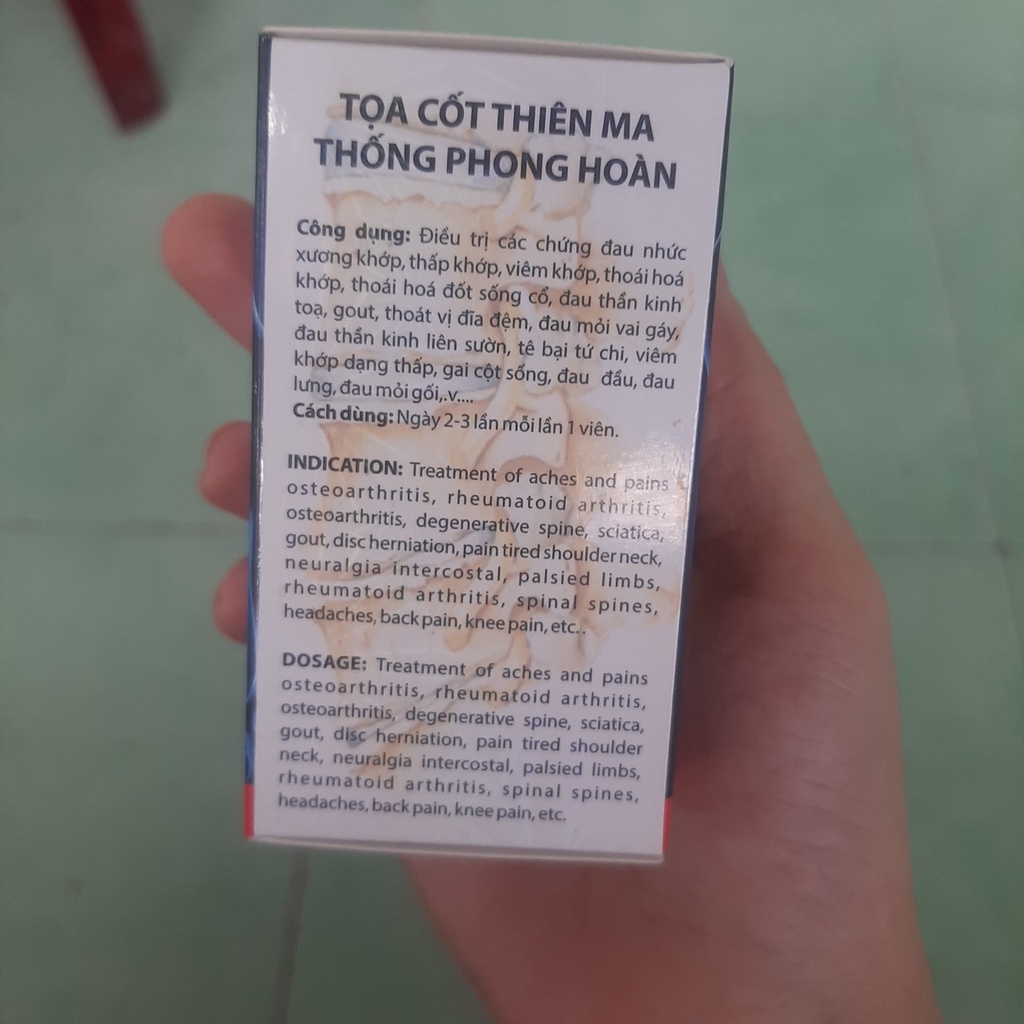 TỌA CỐT THIÊN MA
THỐNG PHONG HOÀN
Công dụng: Điều trị các chứng đau nhức
xương khớp, thấp khớp, viêm khớp, thoái hoá
khớp, thoái hoá đốt sống cổ, đau thần kinh
toạ, gout, thoát vị đĩa đệm, đau mỏi vai gáy,
đau thần kinh liên sườn, tê bại tứ chi, viêm
khớp dạng thấp, gai cột sống, đau đầu, đau
lưng, đau mỏi gối,.v....
Cách dùng: Ngày 2-3 lần mỗi lần 1 viên.
INDICATION: Treatment of aches and pains
osteoarthritis, rheumatoid arthritis,
osteoarthritis, degenerative spine, sciatica,
gout, disc herniation, pain tired shoulder neck,
neuralgia intercostal, palsied limbs,
rheumatoid arthritis, spinal spines,
headaches, back pain, knee pain, etc. .
DOSAGE: Treatment of aches and pains
osteoarthritis, rheumatoid arthritis,
osteoarthritis, degenerative spine, sciatica,
gout, disc herniation, pain tired shoulder
neck, neuralgia intercostal, palsied limbs,
rheumatoid arthritis, spinal spines,
headaches, back pain, knee pain, etc.